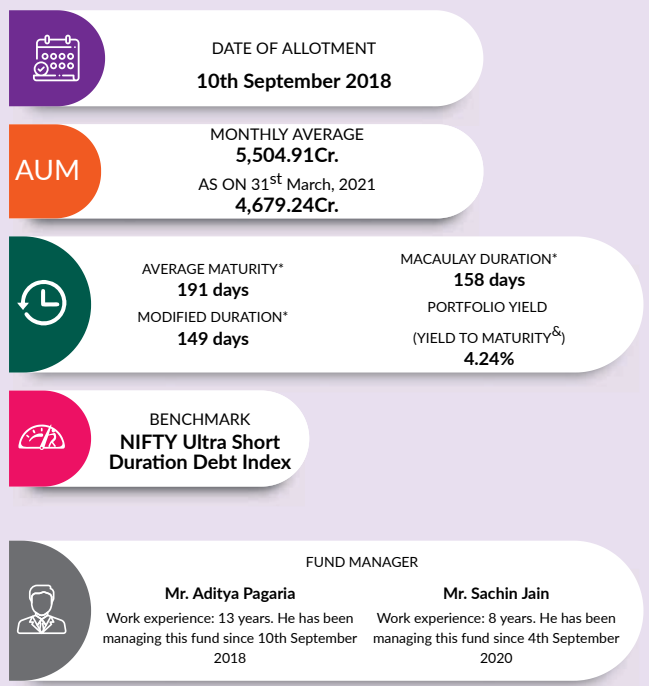 DATE OF ALLOTMENT
10th September 2018
AUM
MONTHLY AVERAGE
5,504.91Cr.
AS ON 31st March, 2021
4,679.24Cr.
AVERAGE MATURITY*
191 days
MODIFIED DURATION*
149 days
MACAULAY DURATION*
158 days
PORTFOLIO YIELD
(YIELD TO MATURITY&)
4.24%
BENCHMARK
NIFTY Ultra Short
Duration Debt Index
FUND MANAGER
Mr. Aditya Pagaria
Work experience: 13 years. He has been
managing this fund since 10th September
2018
Mr. Sachin Jain
Work experience: 8 years. He has been
managing this fund since 4th September
2020